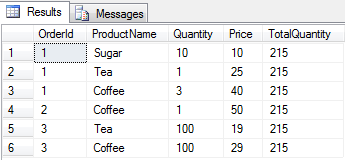 Results Messages
OrderId ProductName Quantity Price TotalQuantity
1 1 Sugar 10 10 215
2 1 Tea 1 25 215
3 1 Coffee 3 40 215
4 2 Coffee 1 50 215
5 3 Tea 100 19 215
6 3 Coffee 100 29 215